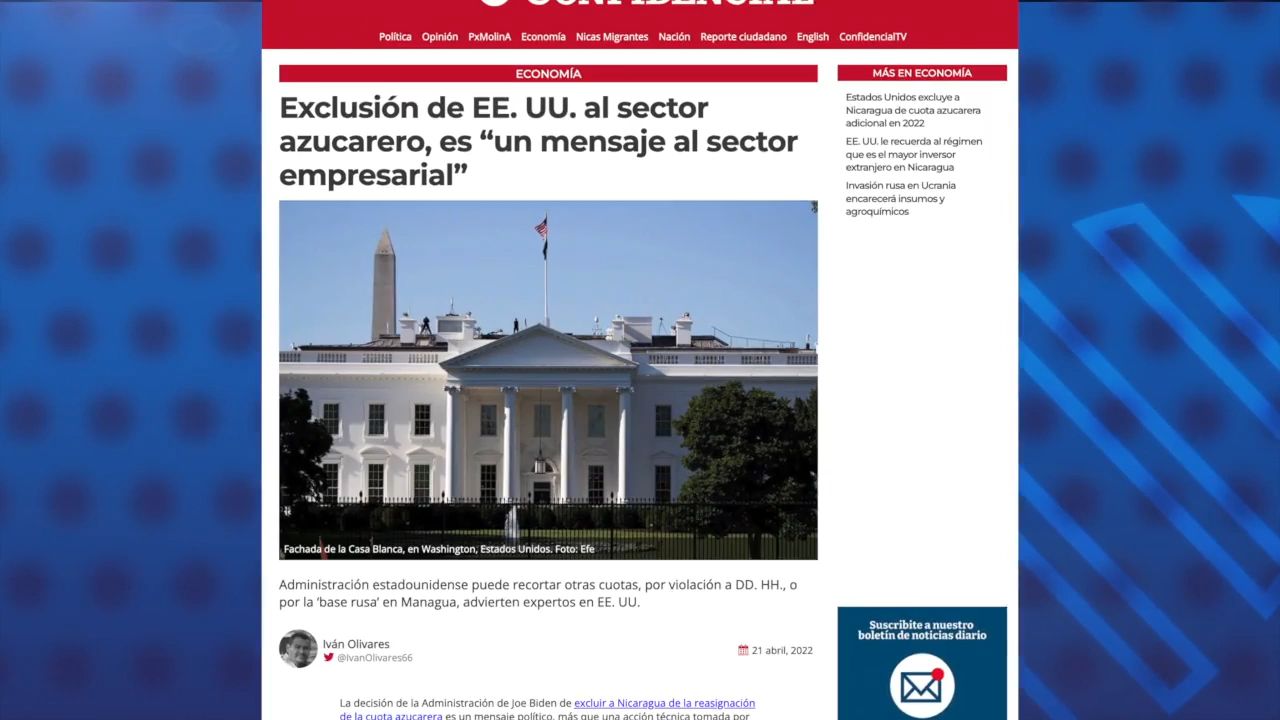 CONFIDENCIAL
Política Opinión PxMolinA Economía Nicas Migrantes Nación Reporte ciudadano English ConfidencialTV
ECONOMÍA
Exclusión de EE. UU. al sector
azucarero, es “un mensaje al sector
empresarial”
Fachada de la Casa Blanca, en Washington, Estados Unidos. Foto: Efe
Administración estadounidense puede recortar otras cuotas, por violación a DD. HH., o
por la ‘base rusa’ en Managua, advierten expertos en EE. UU.
Iván Olivares
@IvanOlivares66
21 abril, 2022
La decisión de la Administración de Joe Biden de excluir a Nicaragua de la reasignación
de la cuota azucarera es un mensaje político, más que una acción técnica tomada por
MÁS EN ECONOMÍA
Estados Unidos excluye a
Nicaragua de cuota azucarera
adicional en 2022
EE. UU. le recuerda al régimen
que es el mayor inversor
extranjero en Nicaragua
Invasión rusa en Ucrania
encarecerá insumos y
agroquímicos
Suscribite a nuestro
boletín de noticias diario